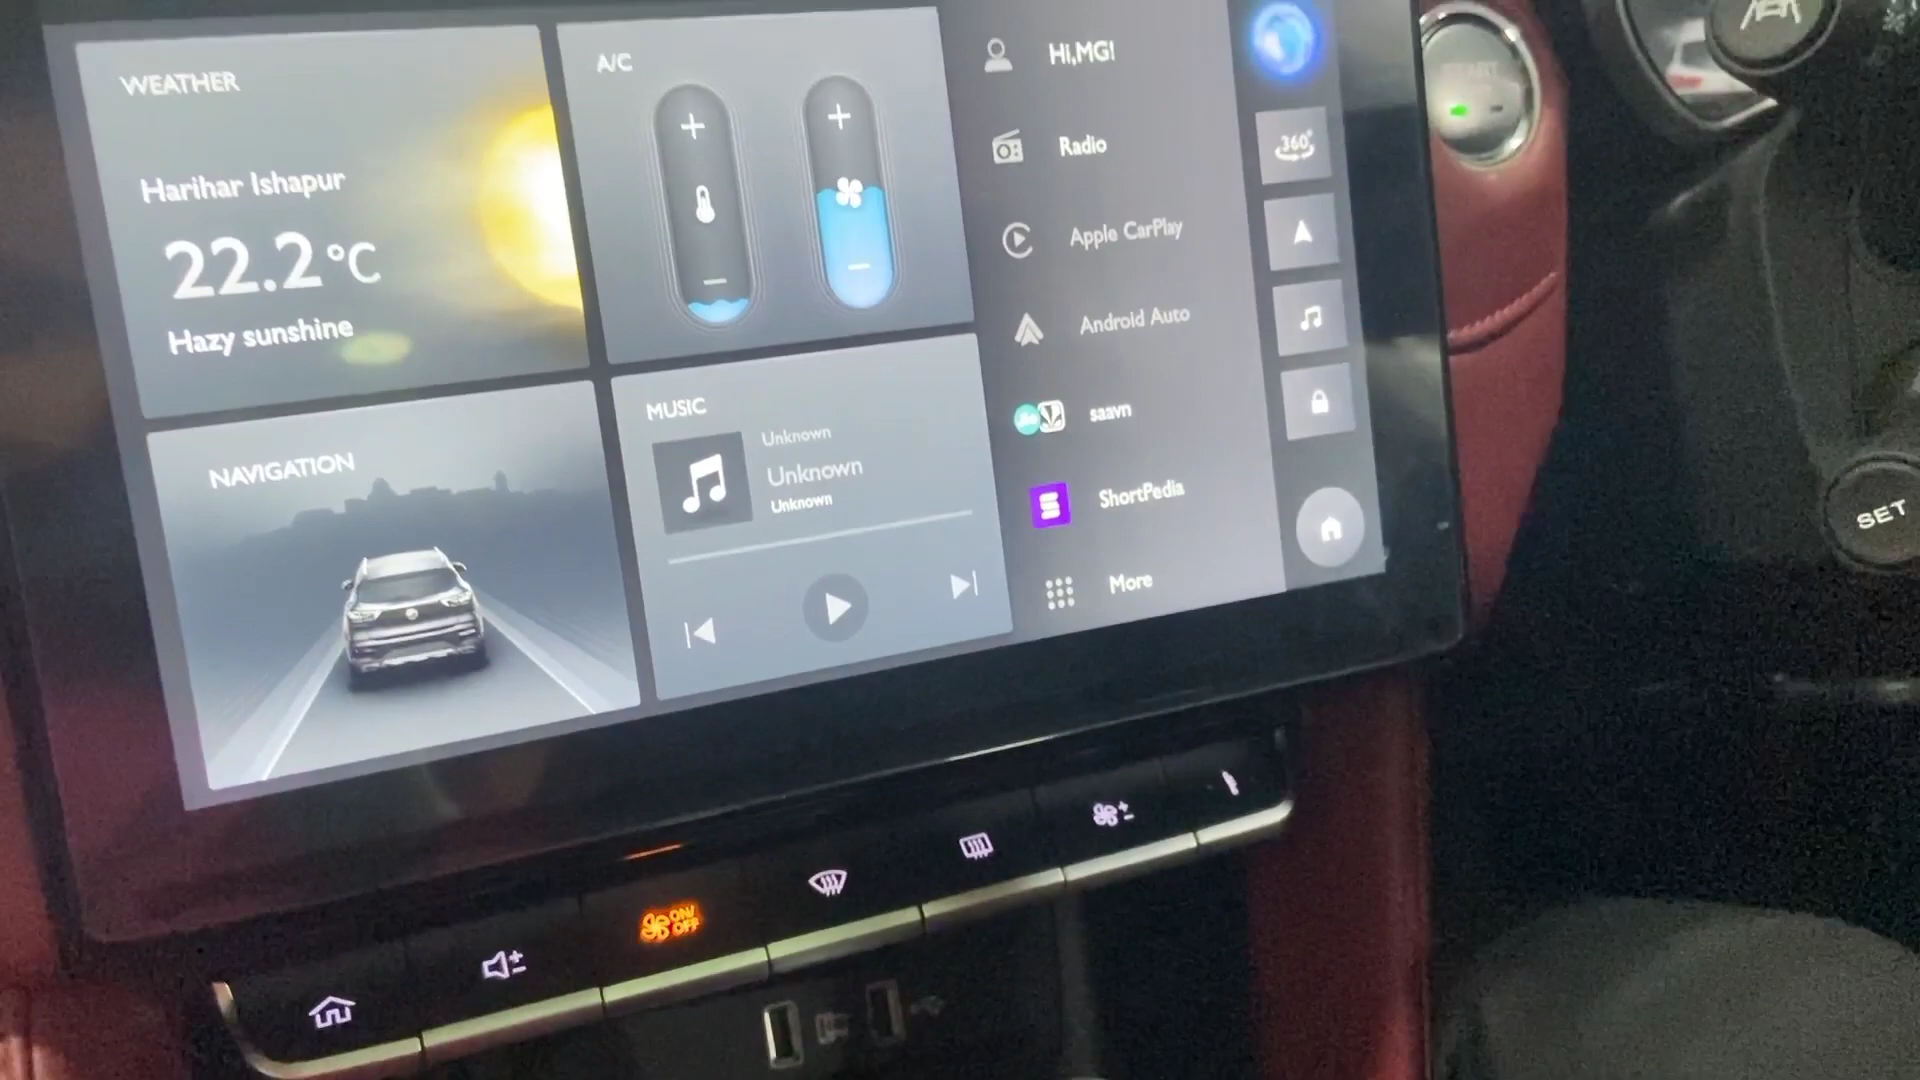 WEATHER
Harihar Ishapur
22.2°C
Hazy sunshine
A/C
NAVIGATION
MUSIC
Unknown
Unknown
Unknown
Hi,MG!
Radio
Apple CarPlay
Android Auto
Jio saavn
ShortPedia
More
360°
START
SET
ON/
OFF